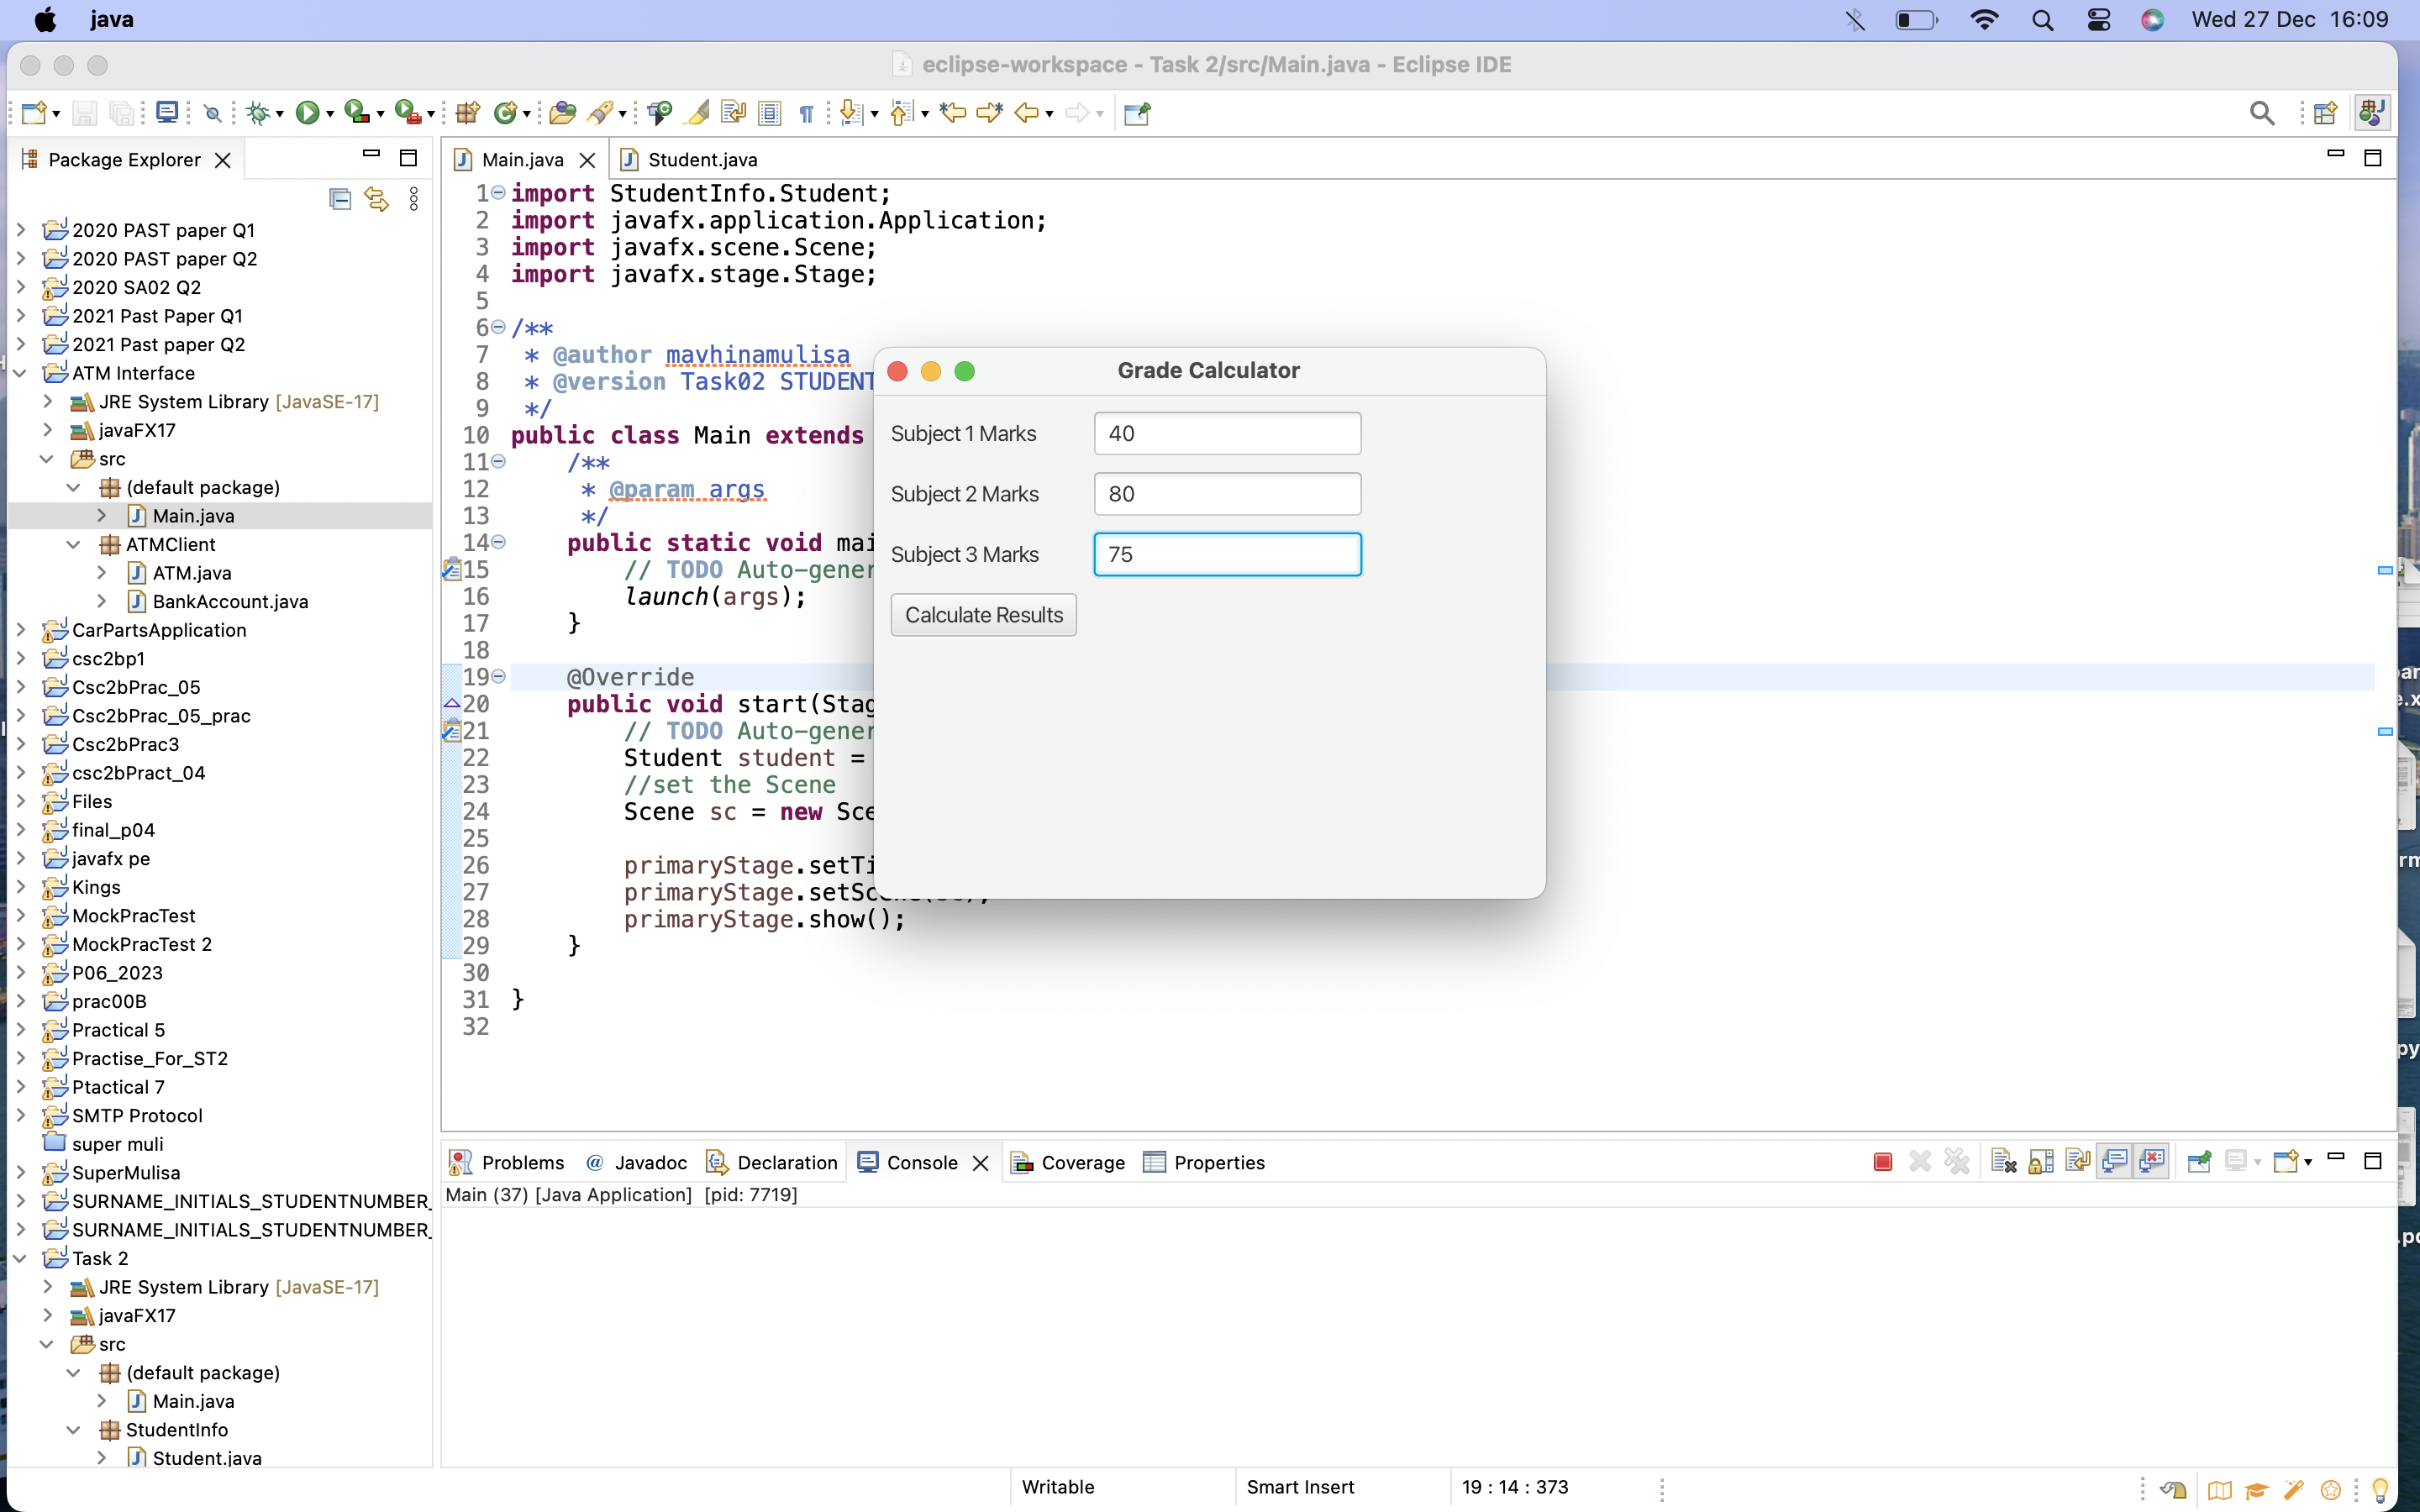 java
Wed 27 Dec 16:09
eclipse-workspace - Task 2/src/Main.java - Eclipse IDE
Package Explorer
2020 PAST paper Q1
2020 PAST paper Q2
2020 SA02 Q2
2021 Past Paper Q1
2021 Past paper Q2
ATM Interface
JRE System Library [JavaSE-17]
javaFX17
src
(default package)
Main.java
ATMClient
ATM.java
BankAccount.java
CarPartsApplication
csc2bp1
Csc2bPrac_05
Csc2bPrac_05_prac
Csc2bPrac3
csc2bPract_04
Files
final_p04
javafx pe
Kings
MockPracTest
MockPracTest 2
P06_2023
prac00B
Practical 5
Practise_For_ST2
Ptactical 7
SMTP Protocol
super muli
SuperMulisa
SURNAME_INITIALS_STUDENTNUMBER_
SURNAME_INITIALS_STUDENTNUMBER_
Task 2
JRE System Library [JavaSE-17]
javaFX17
src
(default package)
Main.java
StudentInfo
Student.java
Main.java
Student.java
1 import StudentInfo.Student;
2 import javafx.application.Application;
3 import javafx.scene.Scene;
4 import javafx.stage.Stage;
5
6 /**
7 * @author mavhinamulisa
8 * @version Task02 STUDENT
9 */
10 public class Main extends
11 /**
12 * @param args
13 */
14 public static void mai
15 // TODO Auto-gener
16 launch(args);
17 }
18
19 @Override
20 public void start(Stag
21 // TODO Auto-gener
22 Student student =
23 //set the Scene
24 Scene sc = new Sce
25
26 primaryStage.setTi
27 primaryStage.setScene(sc);
28 primaryStage.show();
29 }
30
31 }
32
Grade Calculator
Subject 1 Marks 40
Subject 2 Marks 80
Subject 3 Marks 75
Calculate Results
Problems
@ Javadoc
Declaration
Console
Coverage
Properties
Main (37) [Java Application] [pid: 7719]
Writable
Smart Insert
19 : 14 : 373